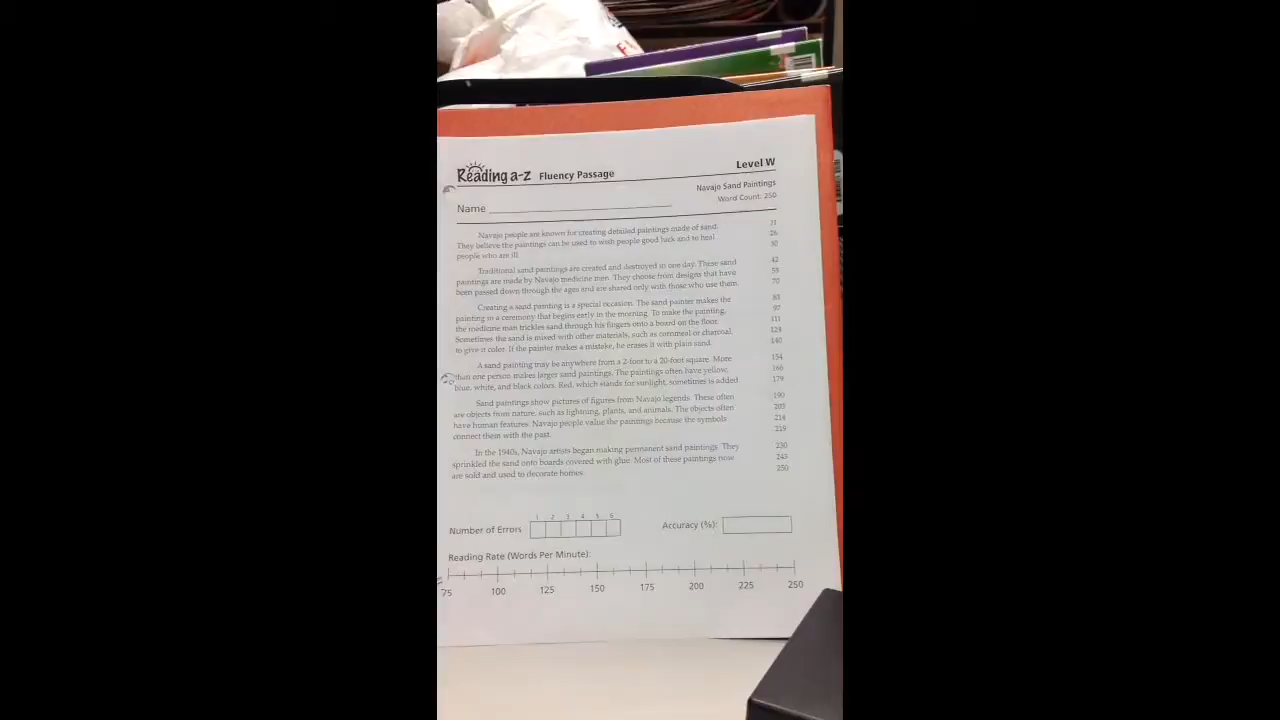 Reading a-z Fluency Passage
Level W
Navajo Sand Paintings
Word Count: 250
Name
Navajo people are known for creating detailed paintings made of sand. 11
They believe the paintings can be used to wish people good luck and to heal 26
people who are ill. 30
Traditional sand paintings are created and destroyed in one day. These sand 42
paintings are made by Navajo medicine men. They choose from designs that have 55
been passed down through the ages and are shared only with those who use them. 70
Creating a sand painting is a special occasion. The sand painter makes the 83
painting in a ceremony that begins early in the morning. To make the painting, 97
the medicine man trickles sand through his fingers onto a board on the floor. 111
Sometimes the sand is mixed with other materials, such as cornmeal or charcoal, 124
to give it color. If the painter makes a mistake, he erases it with plain sand. 140
A sand painting may be anywhere from a 2-foot to a 20-foot square. More 154
than one person makes larger sand paintings. The paintings often have yellow, 166
blue, white, and black colors. Red, which stands for sunlight, sometimes is added. 179
Sand paintings show pictures of figures from Navajo legends. These often 190
are objects from nature, such as lightning, plants, and animals. The objects often 203
have human features. Navajo people value the paintings because the symbols 214
connect them with the past. 219
In the 1940s, Navajo artists began making permanent sand paintings. They 230
sprinkled the sand onto boards covered with glue. Most of these paintings now 243
are sold and used to decorate homes. 250
1 2 3 4 5 6
Number of Errors
Accuracy (%):
Reading Rate (Words Per Minute):
75 100 125 150 175 200 225 250